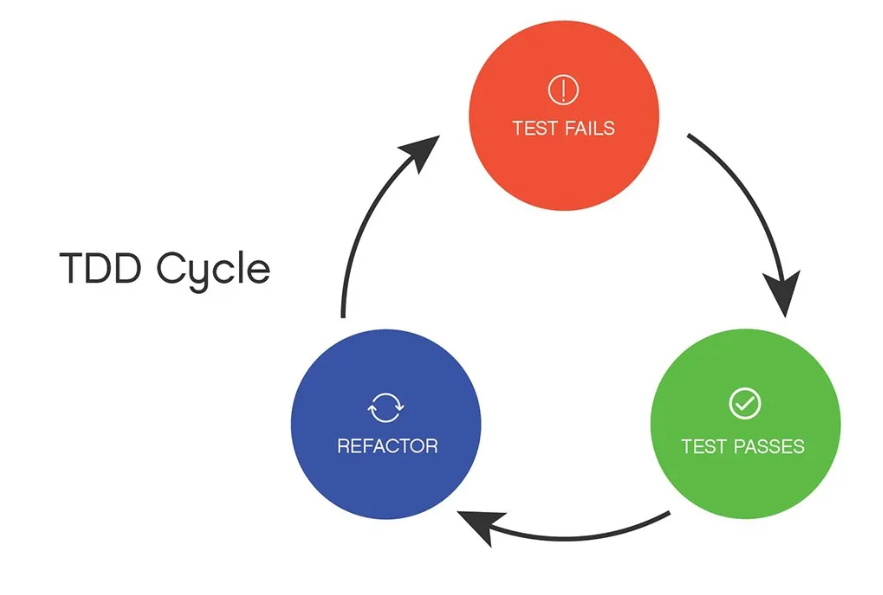 TEST FAILS
TDD Cycle
REFACTOR
TEST PASSES